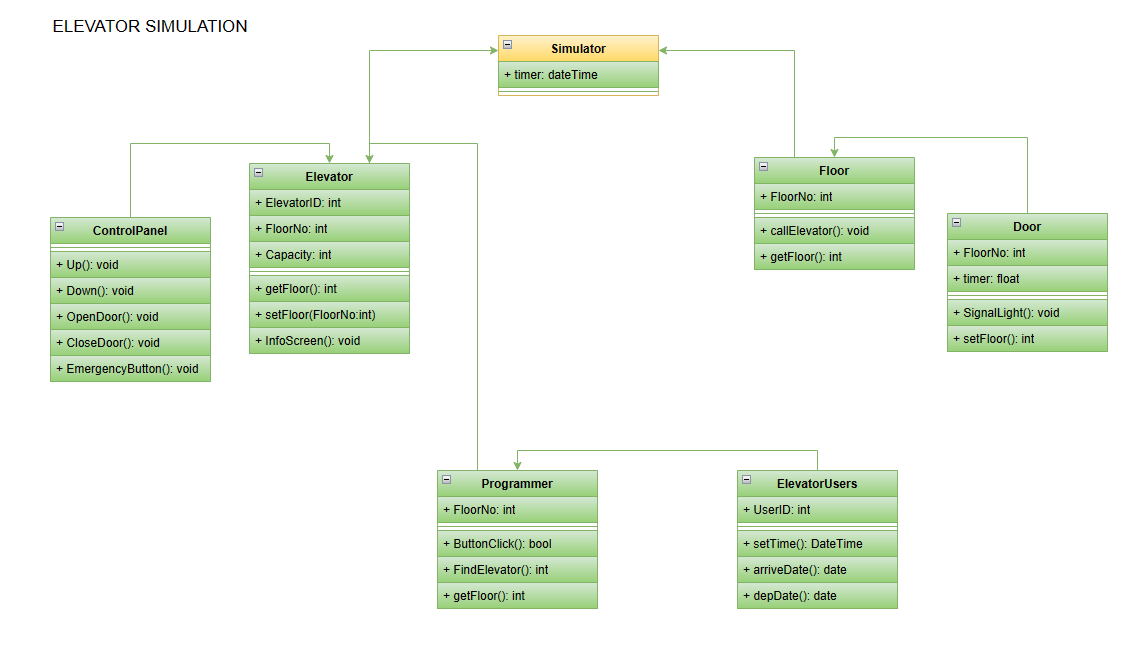 ELEVATOR SIMULATION
Simulator
+ timer: dateTime
Elevator
+ ElevatorID: int
+ FloorNo: int
+ Capacity: int
+ getFloor(): int
+ setFloor(FloorNo:int)
+ InfoScreen(): void
ControlPanel
+ Up(): void
+ Down(): void
+ OpenDoor(): void
+ CloseDoor(): void
+ EmergencyButton(): void
Floor
+ FloorNo: int
+ callElevator(): void
+ getFloor(): int
Door
+ FloorNo: int
+ timer: float
+ SignalLight(): void
+ setFloor(): int
Programmer
+ FloorNo: int
+ ButtonClick(): bool
+ FindElevator(): int
+ getFloor(): int
ElevatorUsers
+ UserID: int
+ setTime(): DateTime
+ arriveDate(): date
+ depDate(): date